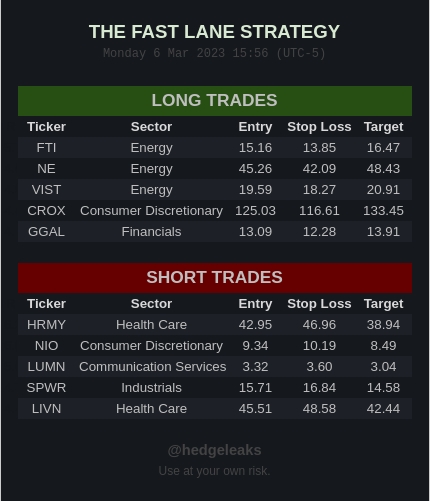 THE FAST LANE STRATEGY
Monday 6 Mar 2023 15:56 (UTC-5)
LONG TRADES
Ticker Sector Entry Stop Loss Target
FTI Energy 15.16 13.85 16.47
NE Energy 45.26 42.09 48.43
VIST Energy 19.59 18.27 20.91
CROX Consumer Discretionary 125.03 116.61 133.45
GGAL Financials 13.09 12.28 13.91
SHORT TRADES
Ticker Sector Entry Stop Loss Target
HRMY Health Care 42.95 46.96 38.94
NIO Consumer Discretionary 9.34 10.19 8.49
LUMN Communication Services 3.32 3.60 3.04
SPWR Industrials 15.71 16.84 14.58
LIVN Health Care 45.51 48.58 42.44
@hedgeleaks
Use at your own risk.